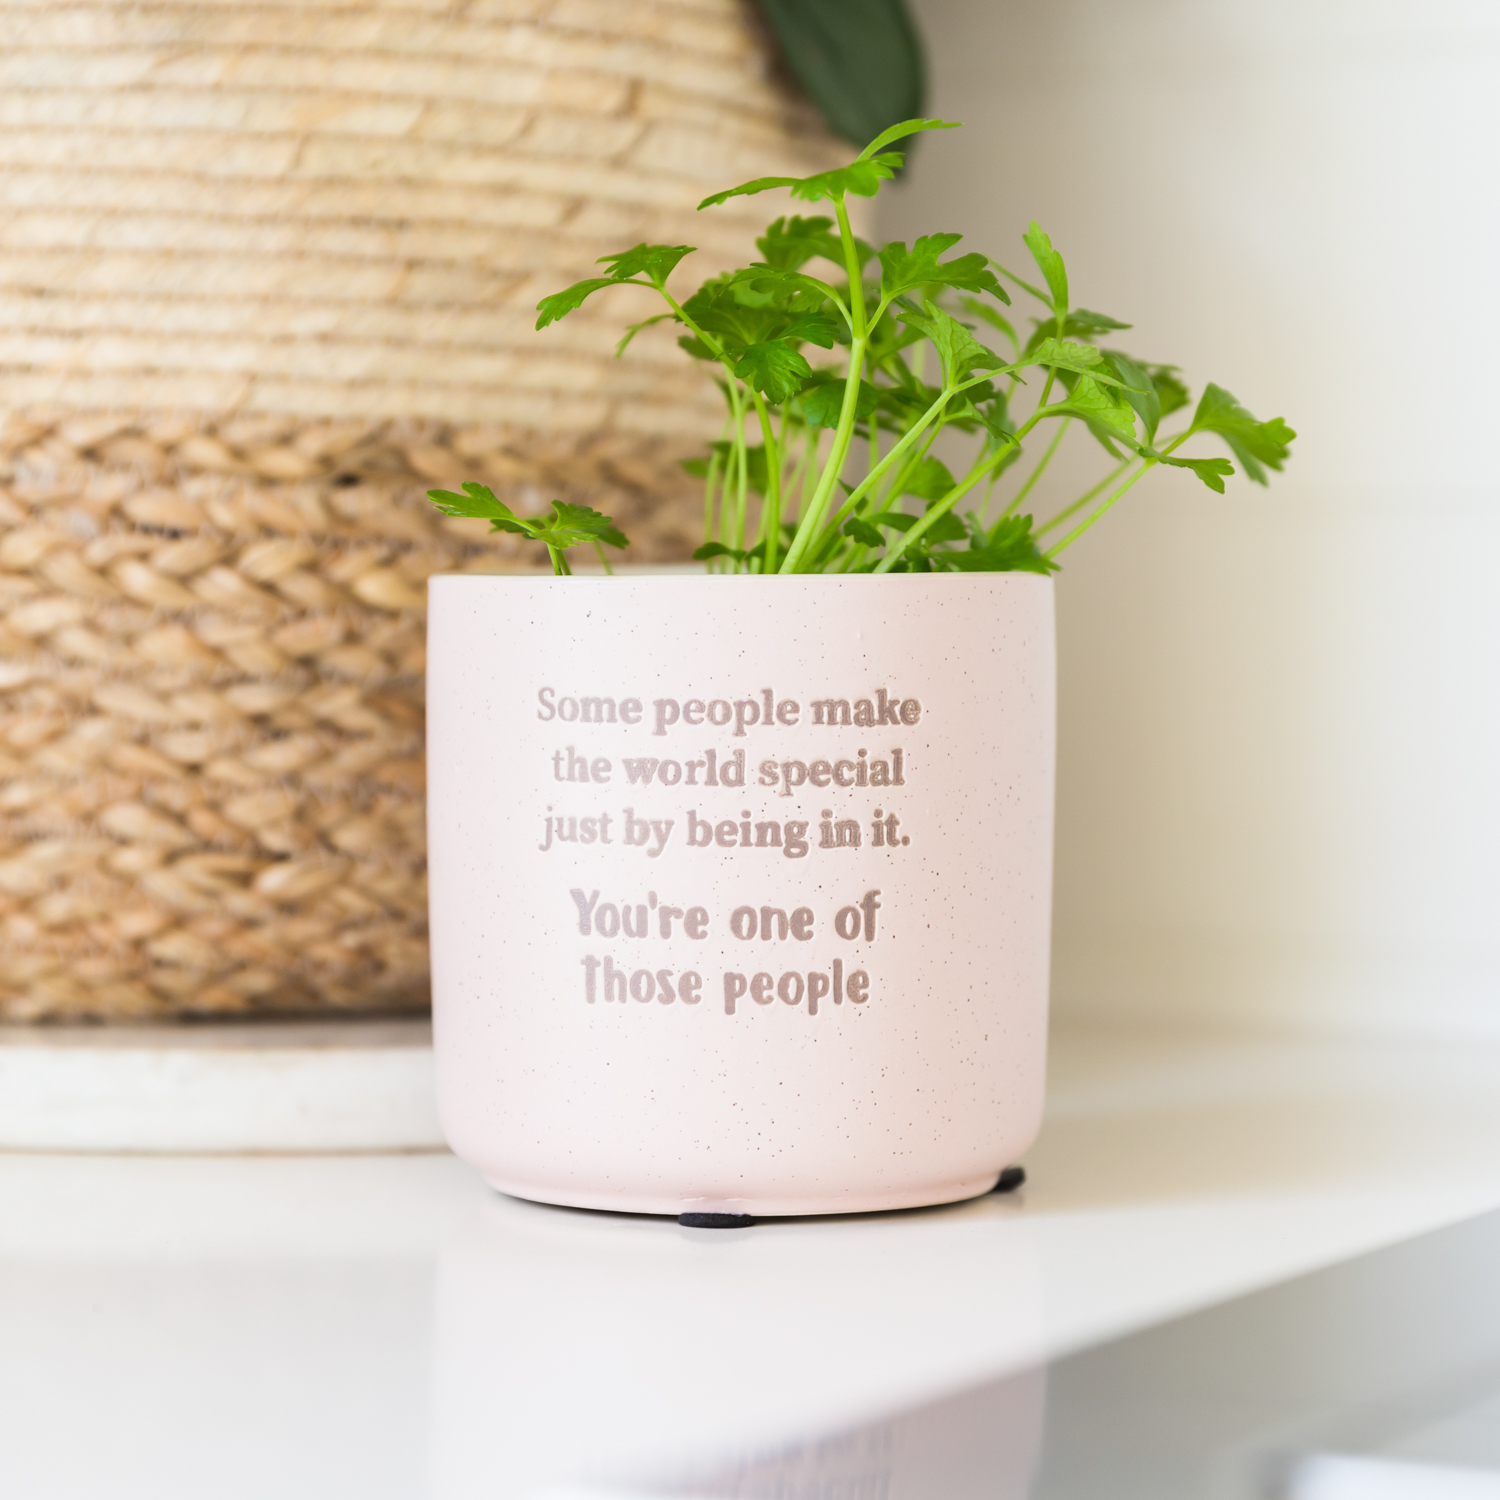 Some people make
the world special
just by being in it.
You're one of
those people